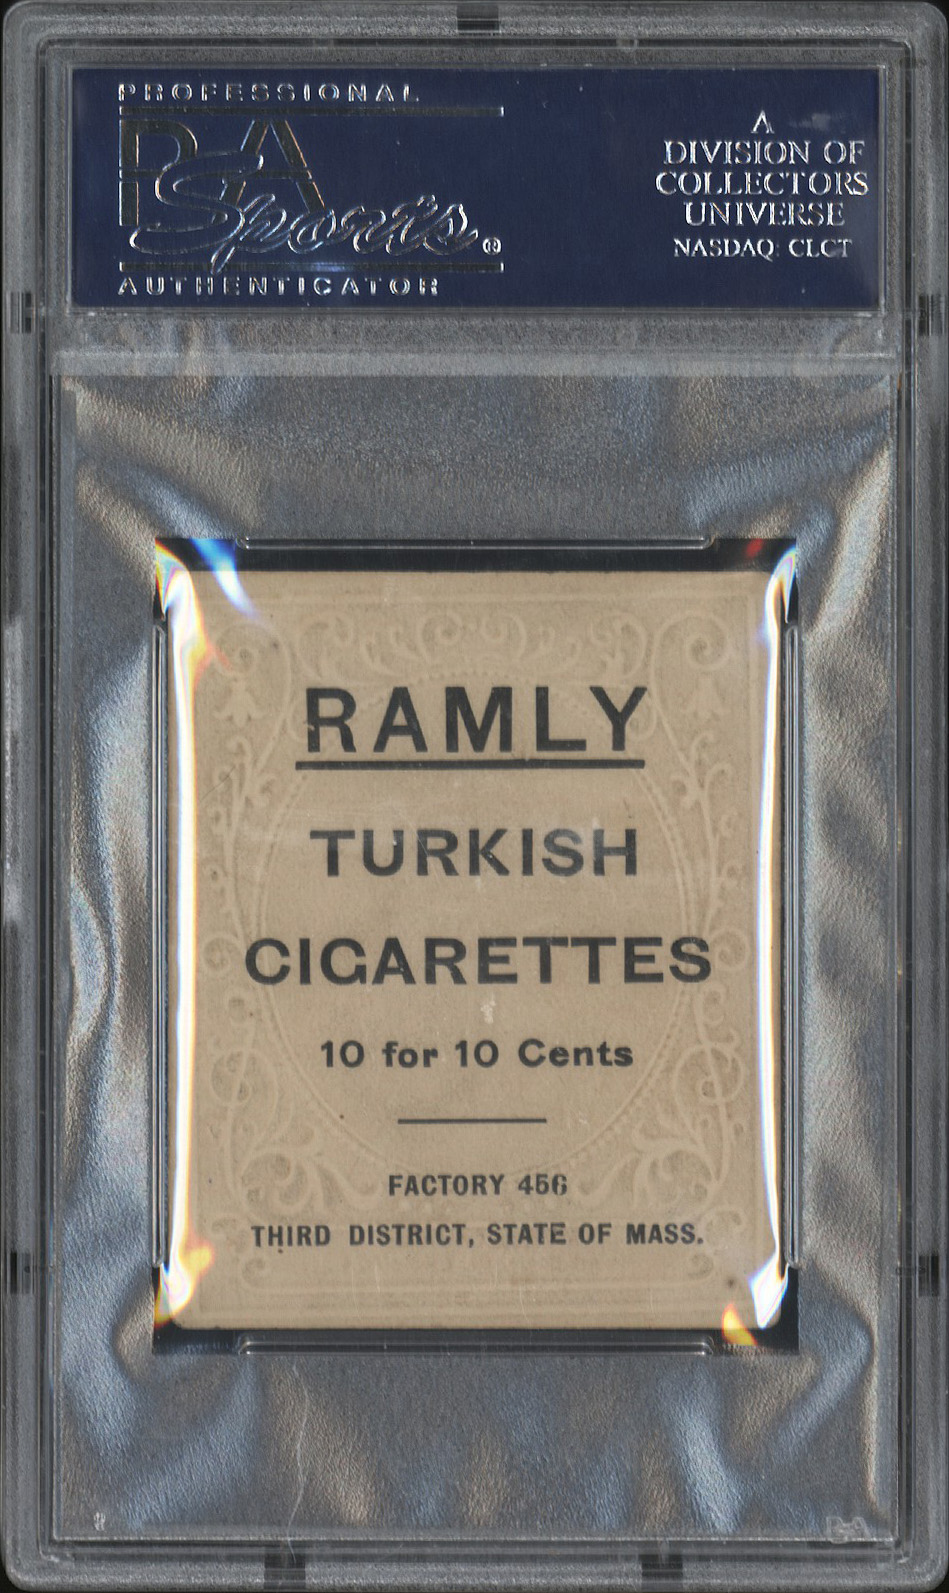 PROFESSIONAL
PSA
Sports®
AUTHENTICATOR
A
DIVISION OF
COLLECTORS
UNIVERSE
NASDAQ: CLCT
RAMLY
TURKISH
CIGARETTES
10 for 10 Cents
FACTORY 456
THIRD DISTRICT, STATE OF MASS.
PSA